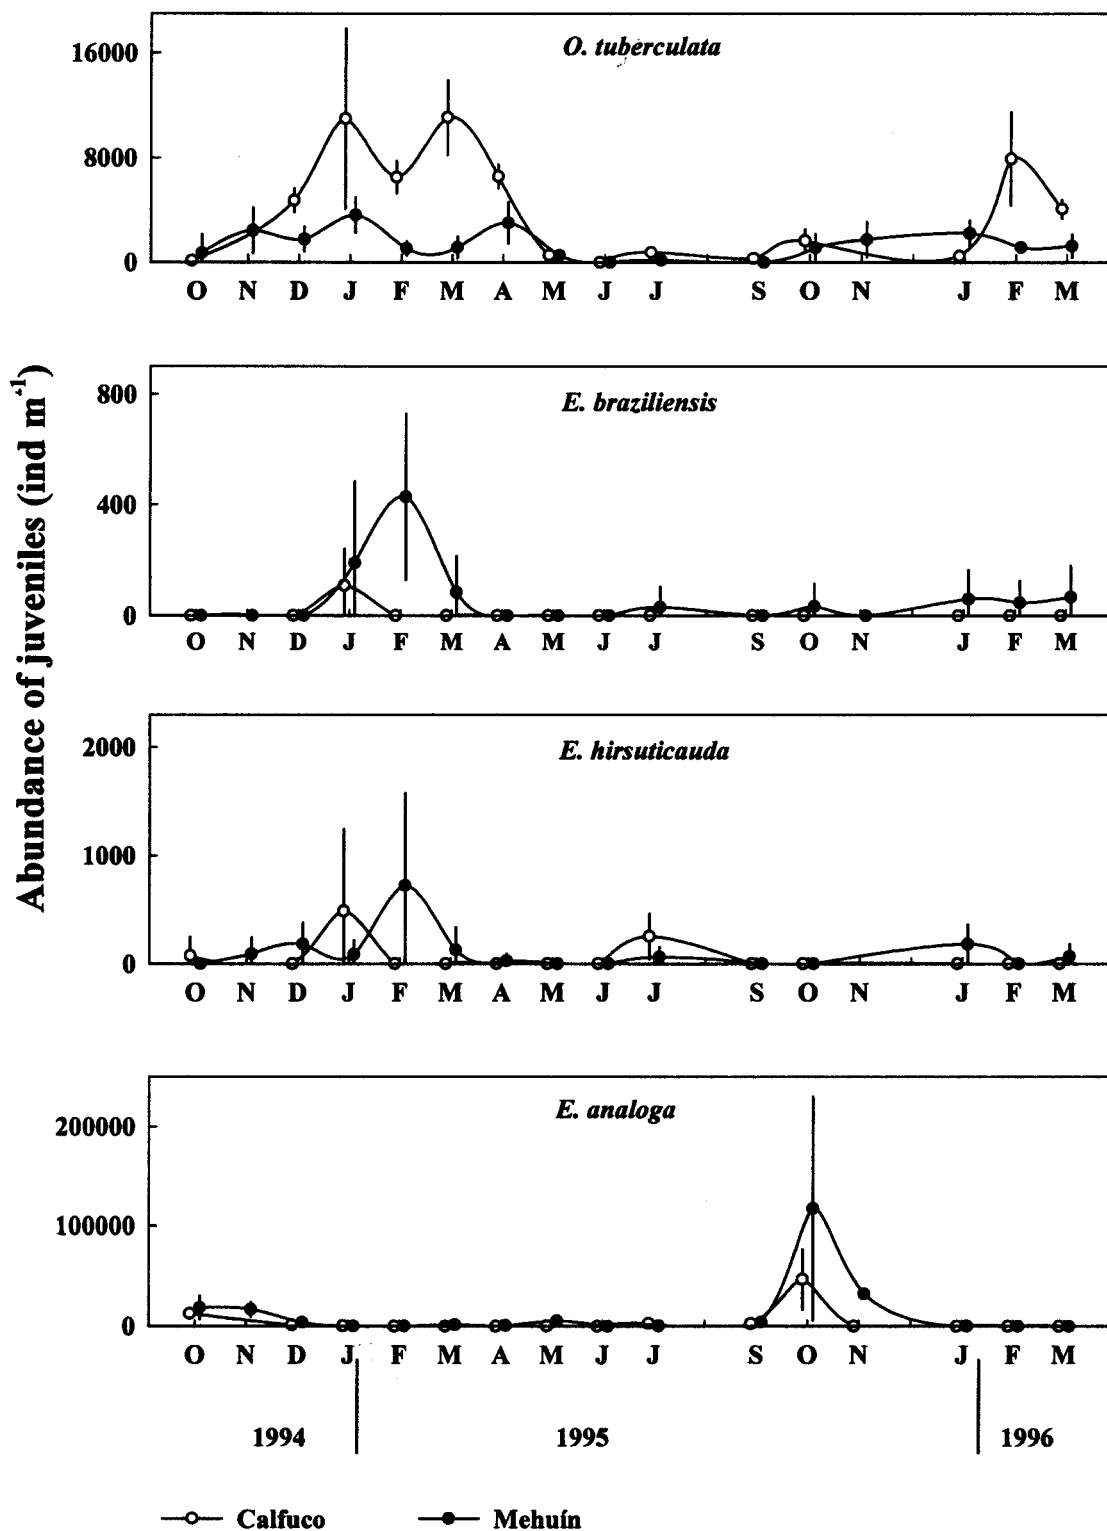 Abundance of juveniles (ind m⁻¹)
O. tuberculata
16000
8000
0
O N D J F M A M J J S O N J F M
E. braziliensis
800
400
0
O N D J F M A M J J S O N J F M
E. hirsuticauda
2000
1000
0
O N D J F M A M J J S O N J F M
E. analoga
200000
100000
0
O N D J F M A M J J S O N J F M
1994 1995 1996
Calfuco Mehuín